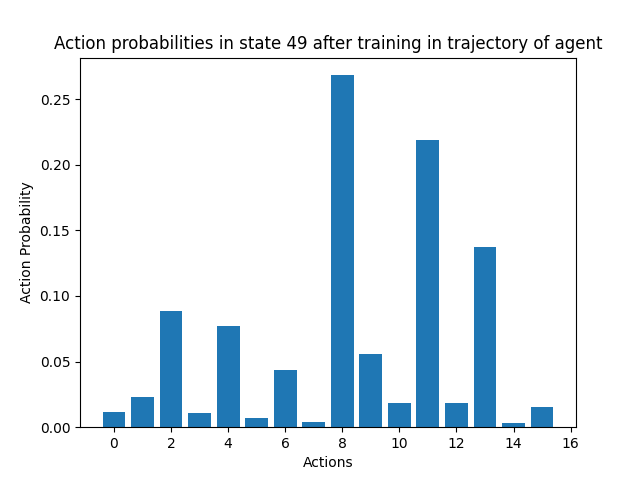 Action probabilities in state 49 after training in trajectory of agent
0.25
0.20
0.15
0.10
0.05
0.00
Action Probability
0 2 4 6 8 10 12 14 16
Actions